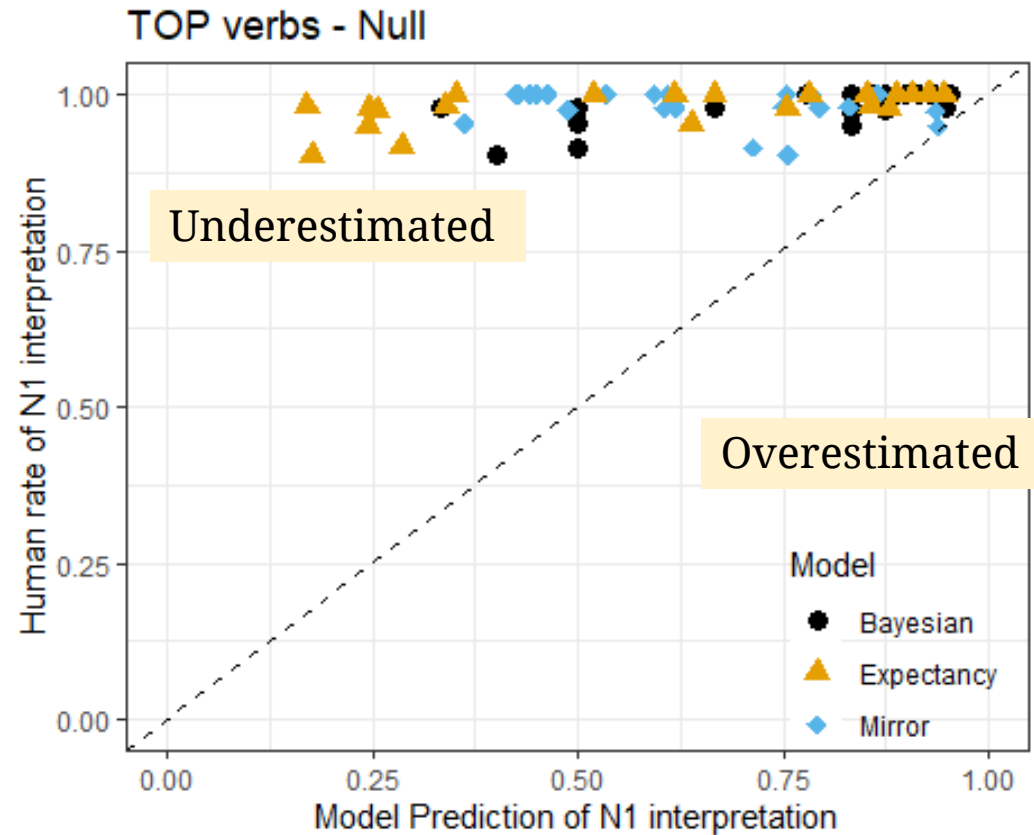 TOP verbs - Null
Human rate of N1 interpretation
1.00
0.75
0.50
0.25
0.00
Underestimated
Overestimated
Model
Bayesian
Expectancy
Mirror
0.00 0.25 0.50 0.75 1.00
Model Prediction of N1 interpretation